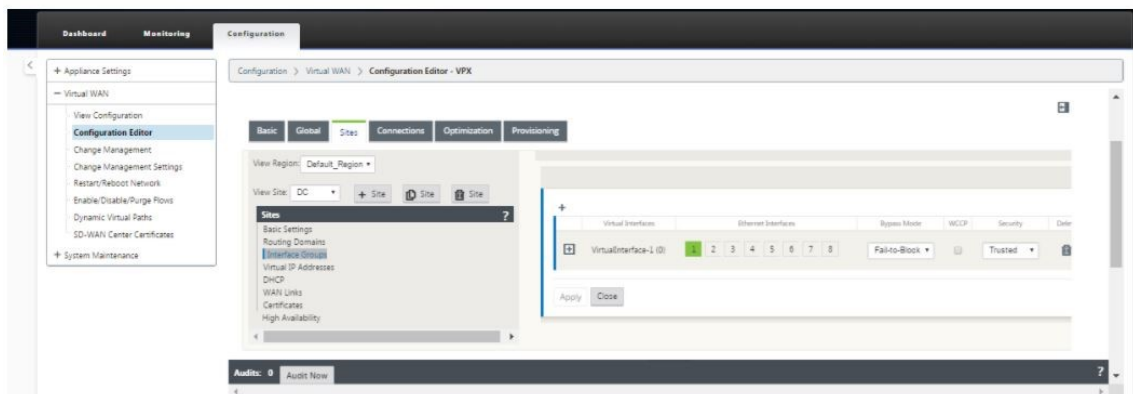 Dashboard Monitoring Configuration
+ Appliance Settings
− Virtual WAN
View Configuration
Configuration Editor
Change Management
Change Management Settings
Restart/Reboot Network
Enable/Disable/Purge Flows
Dynamic Virtual Paths
SD-WAN Center Certificates
+ System Maintenance
Configuration > Virtual WAN > Configuration Editor - VPX
Basic Global Sites Connections Optimization Provisioning
View Region: Default_Region
View Site: DC + Site Site Site
Sites ?
Basic Settings
Routing Domains
Interface Groups
Virtual IP Addresses
DHCP
WAN Links
Certificates
High Availability
+
Virtual Interfaces Ethernet Interfaces Bypass Mode WCCP Security Dele
+ VirtualInterface-1 (0) 1 2 3 4 5 6 7 8 Fail-to-Block Trusted
Apply Close
Audits: 0 Audit Now ?